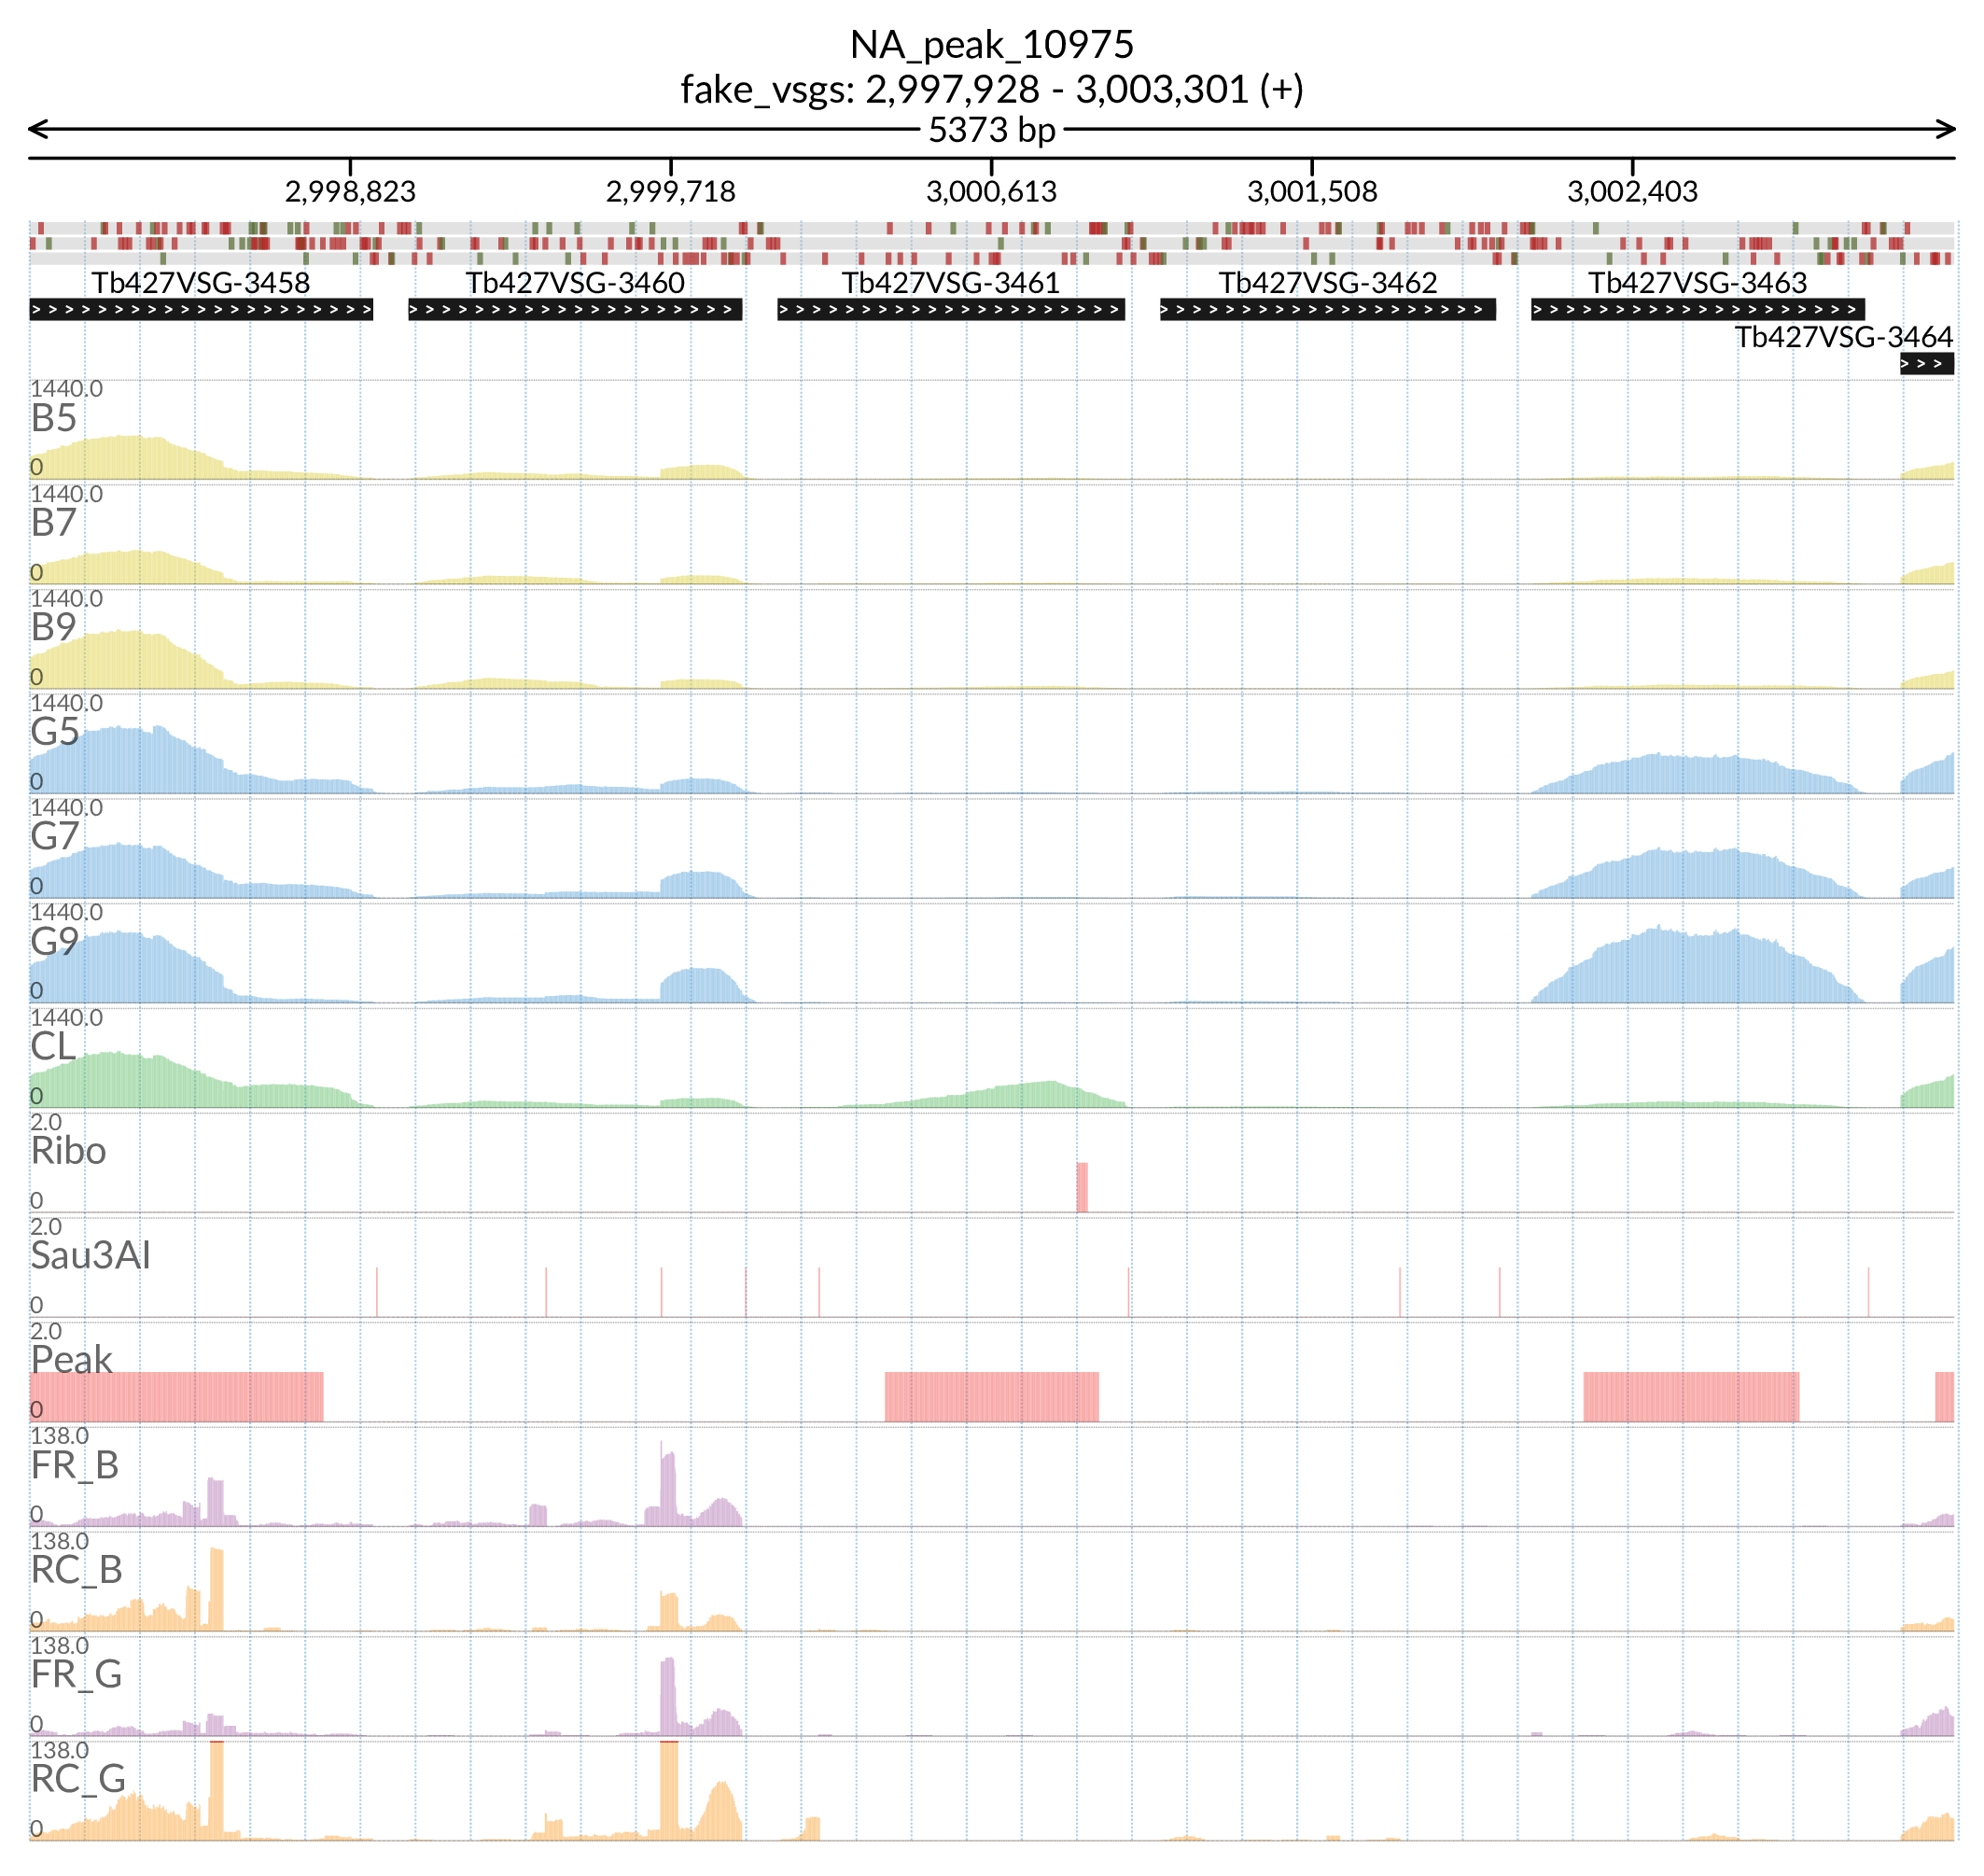 NA_peak_10975
fake_vsgs: 2,997,928 - 3,003,301 (+)
5373 bp
2,998,823 2,999,718 3,000,613 3,001,508 3,002,403
Tb427VSG-3458 Tb427VSG-3460 Tb427VSG-3461 Tb427VSG-3462 Tb427VSG-3463
Tb427VSG-3464
1440.0
B5
0
1440.0
B7
0
1440.0
B9
0
1440.0
G5
0
1440.0
G7
0
1440.0
G9
0
1440.0
CL
0
2.0
Ribo
0
2.0
Sau3AI
0
2.0
Peak
0
138.0
FR_B
0
138.0
RC_B
0
138.0
FR_G
0
138.0
RC_G
0